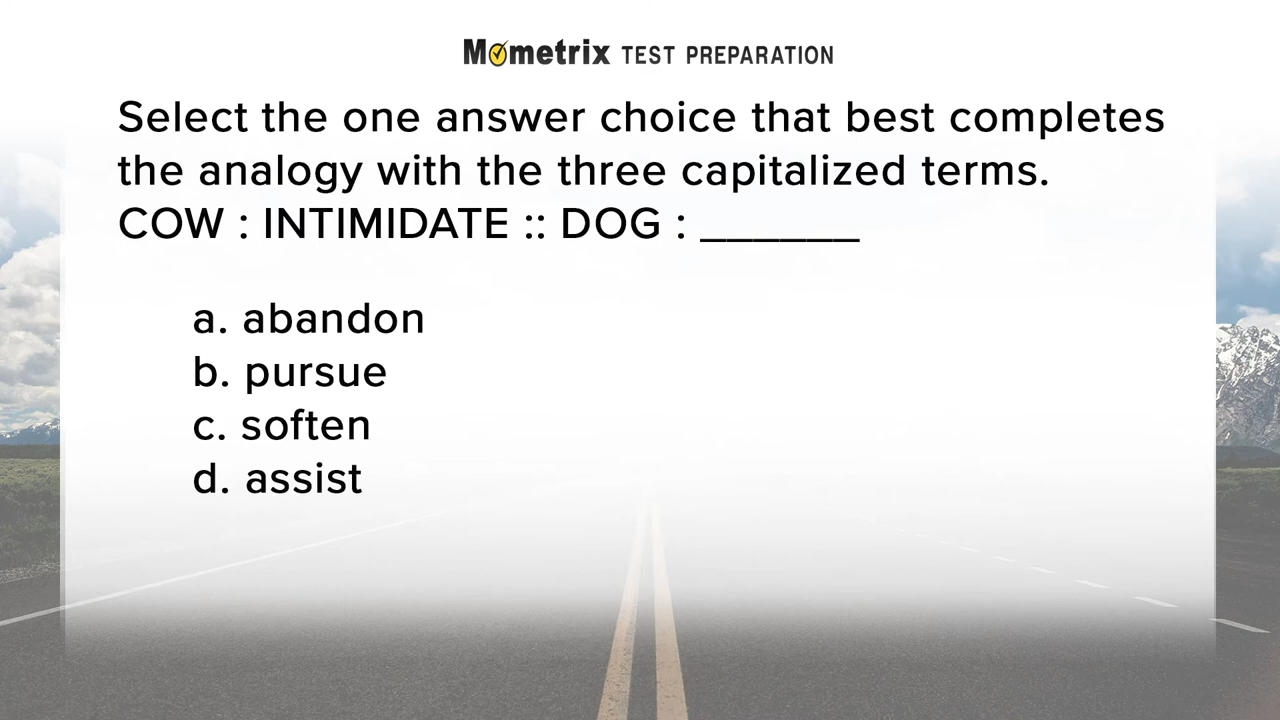 Mometrix TEST PREPARATION
Select the one answer choice that best completes
the analogy with the three capitalized terms.
COW : INTIMIDATE :: DOG : ______
a. abandon
b. pursue
c. soften
d. assist